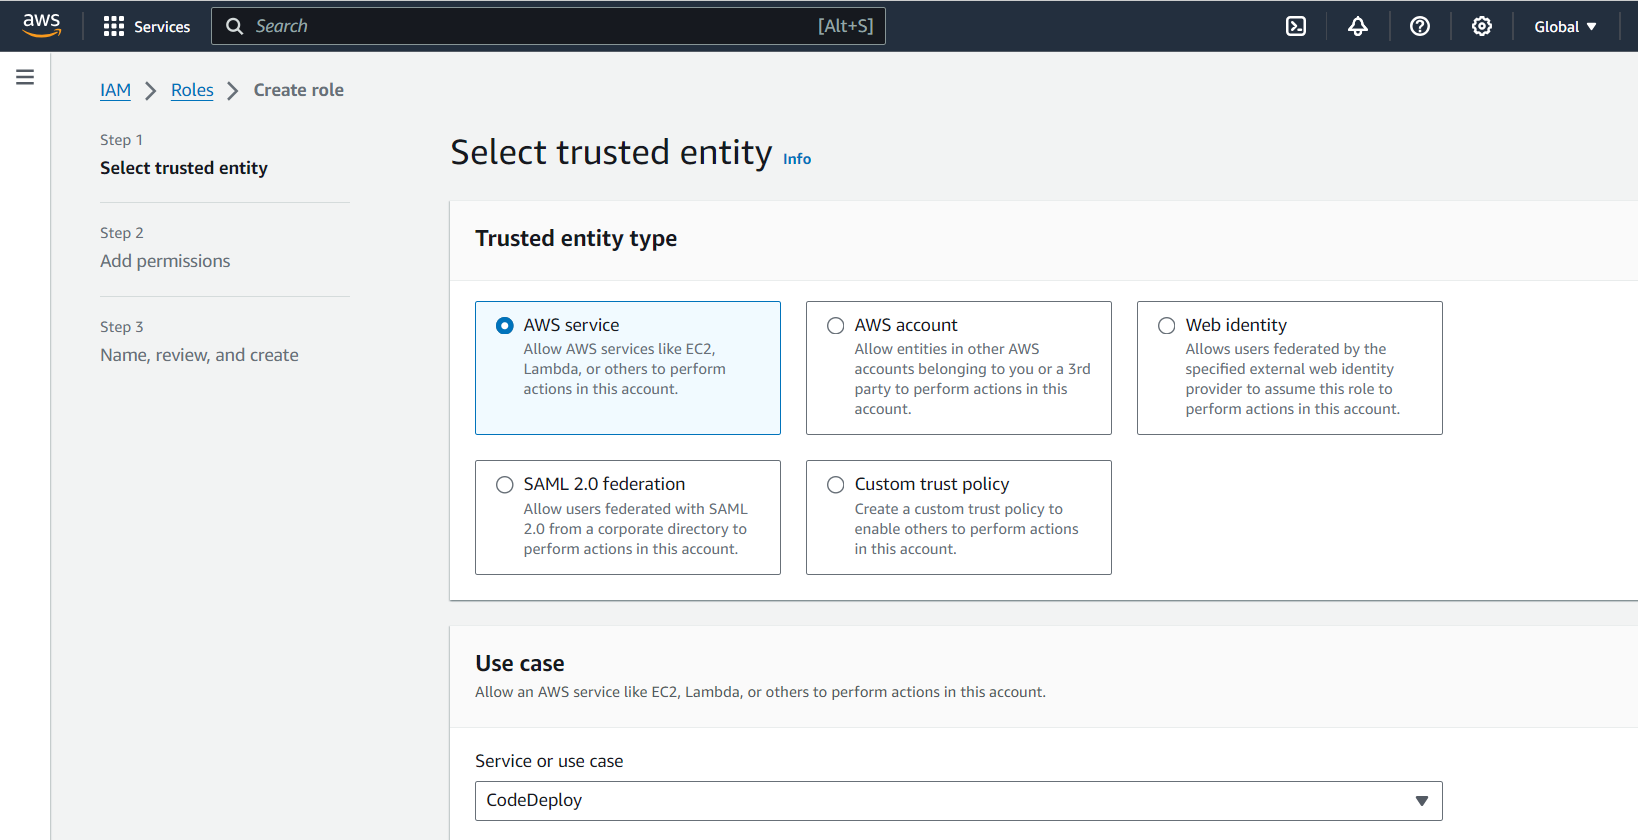 aws
Services
Search
[Alt+S]
Global
IAM
Roles
Create role
Step 1
Select trusted entity
Step 2
Add permissions
Step 3
Name, review, and create
Select trusted entity Info
Trusted entity type
AWS service
Allow AWS services like EC2,
Lambda, or others to perform
actions in this account.
AWS account
Allow entities in other AWS
accounts belonging to you or a 3rd
party to perform actions in this
account.
Web identity
Allows users federated by the
specified external web identity
provider to assume this role to
perform actions in this account.
SAML 2.0 federation
Allow users federated with SAML
2.0 from a corporate directory to
perform actions in this account.
Custom trust policy
Create a custom trust policy to
enable others to perform actions
in this account.
Use case
Allow an AWS service like EC2, Lambda, or others to perform actions in this account.
Service or use case
CodeDeploy